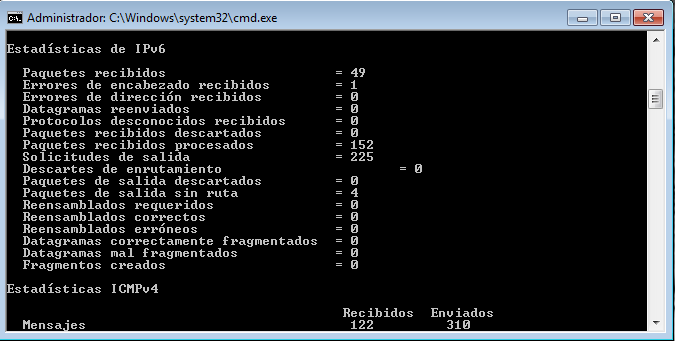 Administrador: C:\Windows\system32\cmd.exe
Estadísticas de IPv6
Paquetes recibidos = 49
Errores de encabezado recibidos = 1
Errores de dirección recibidos = 0
Datagramas reenviados = 0
Protocolos desconocidos recibidos = 0
Paquetes recibidos descartados = 0
Paquetes recibidos procesados = 152
Solicitudes de salida = 225
Descartes de enrutamiento = 0
Paquetes de salida descartados = 0
Paquetes de salida sin ruta = 4
Reensamblados requeridos = 0
Reensamblados correctos = 0
Reensamblados erróneos = 0
Datagramas correctamente fragmentados = 0
Datagramas mal fragmentados = 0
Fragmentos creados = 0
Estadísticas ICMPv4
Recibidos Enviados
Mensajes 122 310